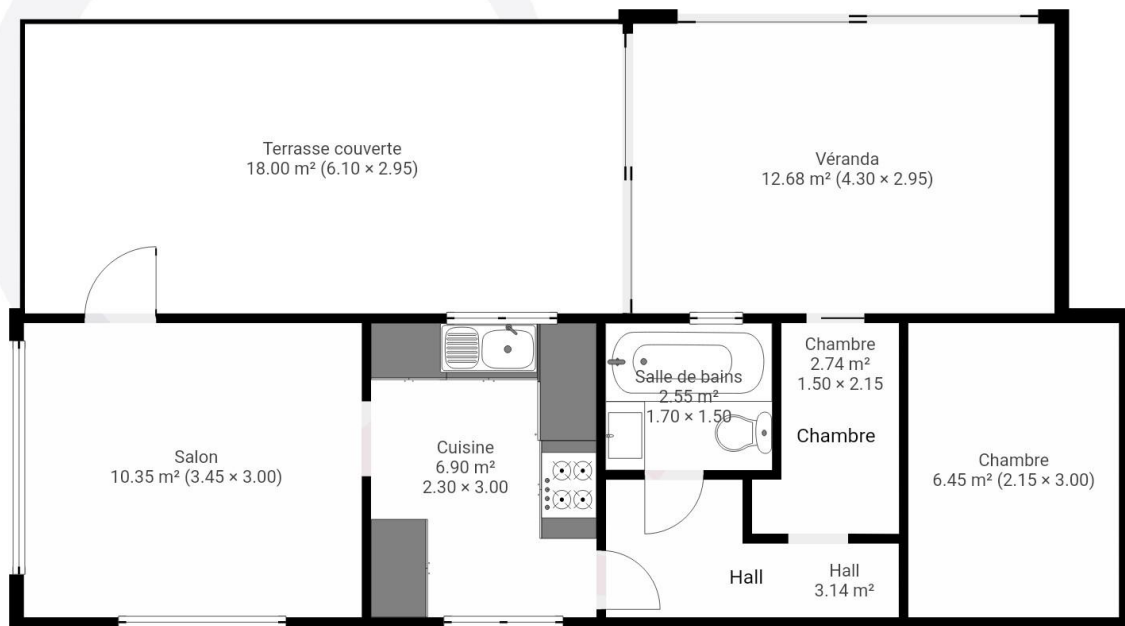 Terrasse couverte
18.00 m² (6.10 × 2.95)
Véranda
12.68 m² (4.30 × 2.95)
Salon
10.35 m² (3.45 × 3.00)
Cuisine
6.90 m²
2.30 × 3.00
Salle de bains
2.55 m²
1.70 × 1.50
Chambre
2.74 m²
1.50 × 2.15
Chambre
Chambre
6.45 m² (2.15 × 3.00)
Hall
Hall
3.14 m²